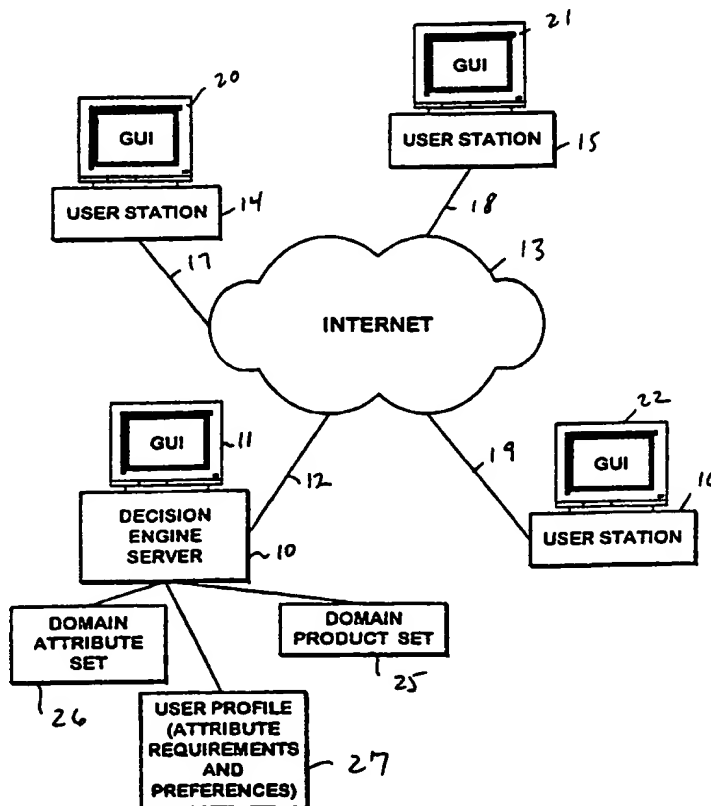 21
GUI
20
GUI
USER STATION
15
USER STATION
14
18
17
13
INTERNET
22
GUI
11
GUI
19
12
16
DECISION
ENGINE
SERVER
10
USER STATION
DOMAIN
ATTRIBUTE
SET
DOMAIN
PRODUCT SET
25
26
USER PROFILE
(ATTRIBUTE
REQUIREMENTS
AND
PREFERENCES)
27